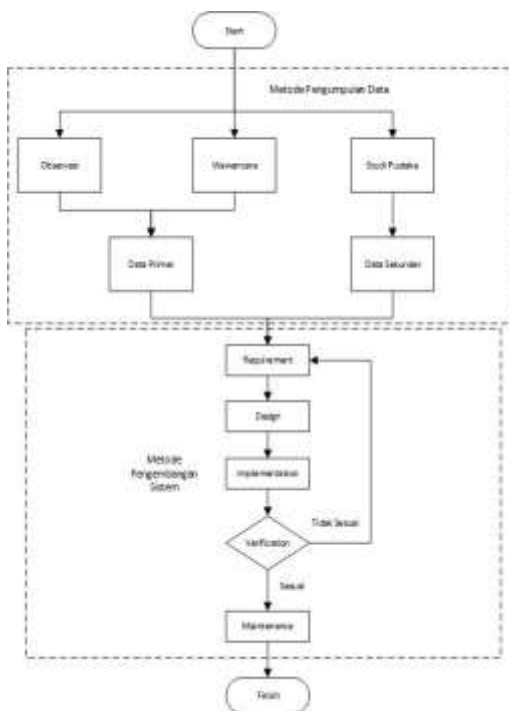 Start
Metode Pengumpulan Data
Observasi
Wawancara
Studi Pustaka
Data Primer
Data Sekunder
Requirement
Design
Metode
Pengembangan
Sistem
Implementation
Tidak Sesuai
Verification
Sesuai
Maintenance
Finish